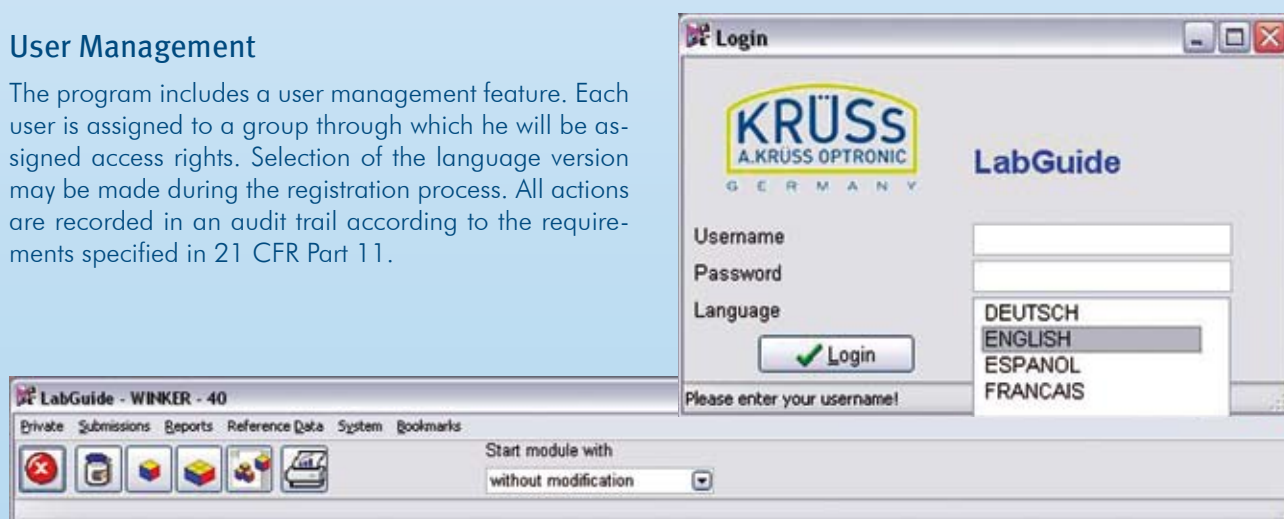 User Management
The program includes a user management feature. Each
user is assigned to a group through which he will be as-
signed access rights. Selection of the language version
may be made during the registration process. All actions
are recorded in an audit trail according to the require-
ments specified in 21 CFR Part 11.
Login
KRÜSS
A.KRÜSS OPTRONIC
GERMANY
LabGuide
Username
Password
Language
DEUTSCH
ENGLISH
ESPANOL
FRANCAIS
Login
Please enter your username!
LabGuide - WINKER - 40
Private Submissions Reports Reference Data System Bookmarks
Start module with
without modification